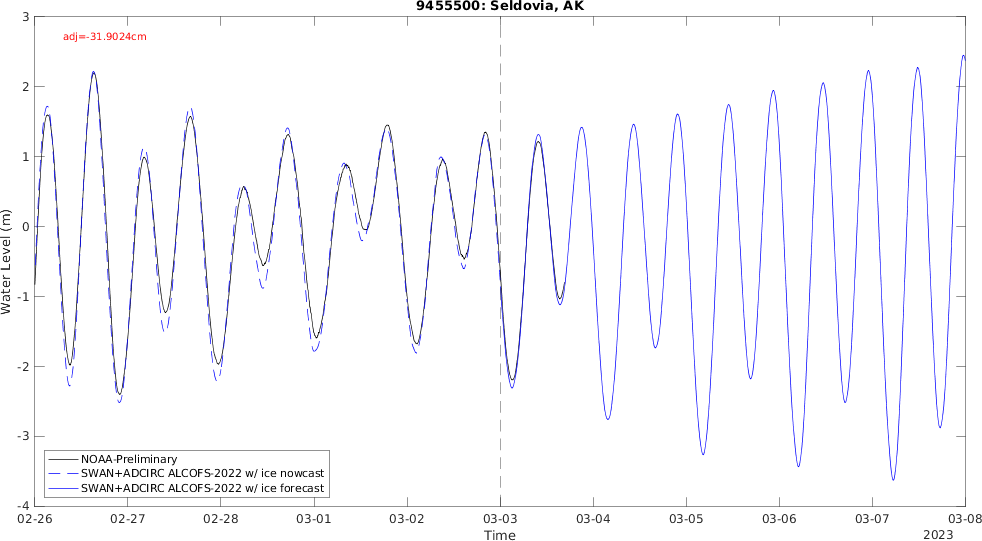 9455500: Seldovia, AK
adj=-31.9024cm
3
2
1
0
-1
-2
-3
-4
Water Level (m)
NOAA-Preliminary
SWAN+ADCIRC ALCOFS-2022 w/ ice nowcast
SWAN+ADCIRC ALCOFS-2022 w/ ice forecast
02-26 02-27 02-28 03-01 03-02 03-03 03-04 03-05 03-06 03-07 03-08
Time
2023